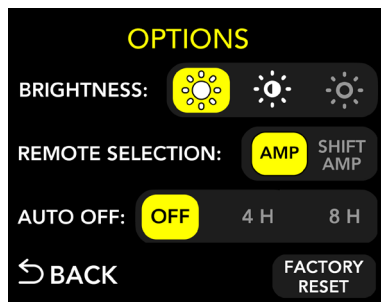 OPTIONS
BRIGHTNESS:
REMOTE SELECTION: AMP SHIFT
AMP
AUTO OFF: OFF 4 H 8 H
BACK FACTORY
RESET